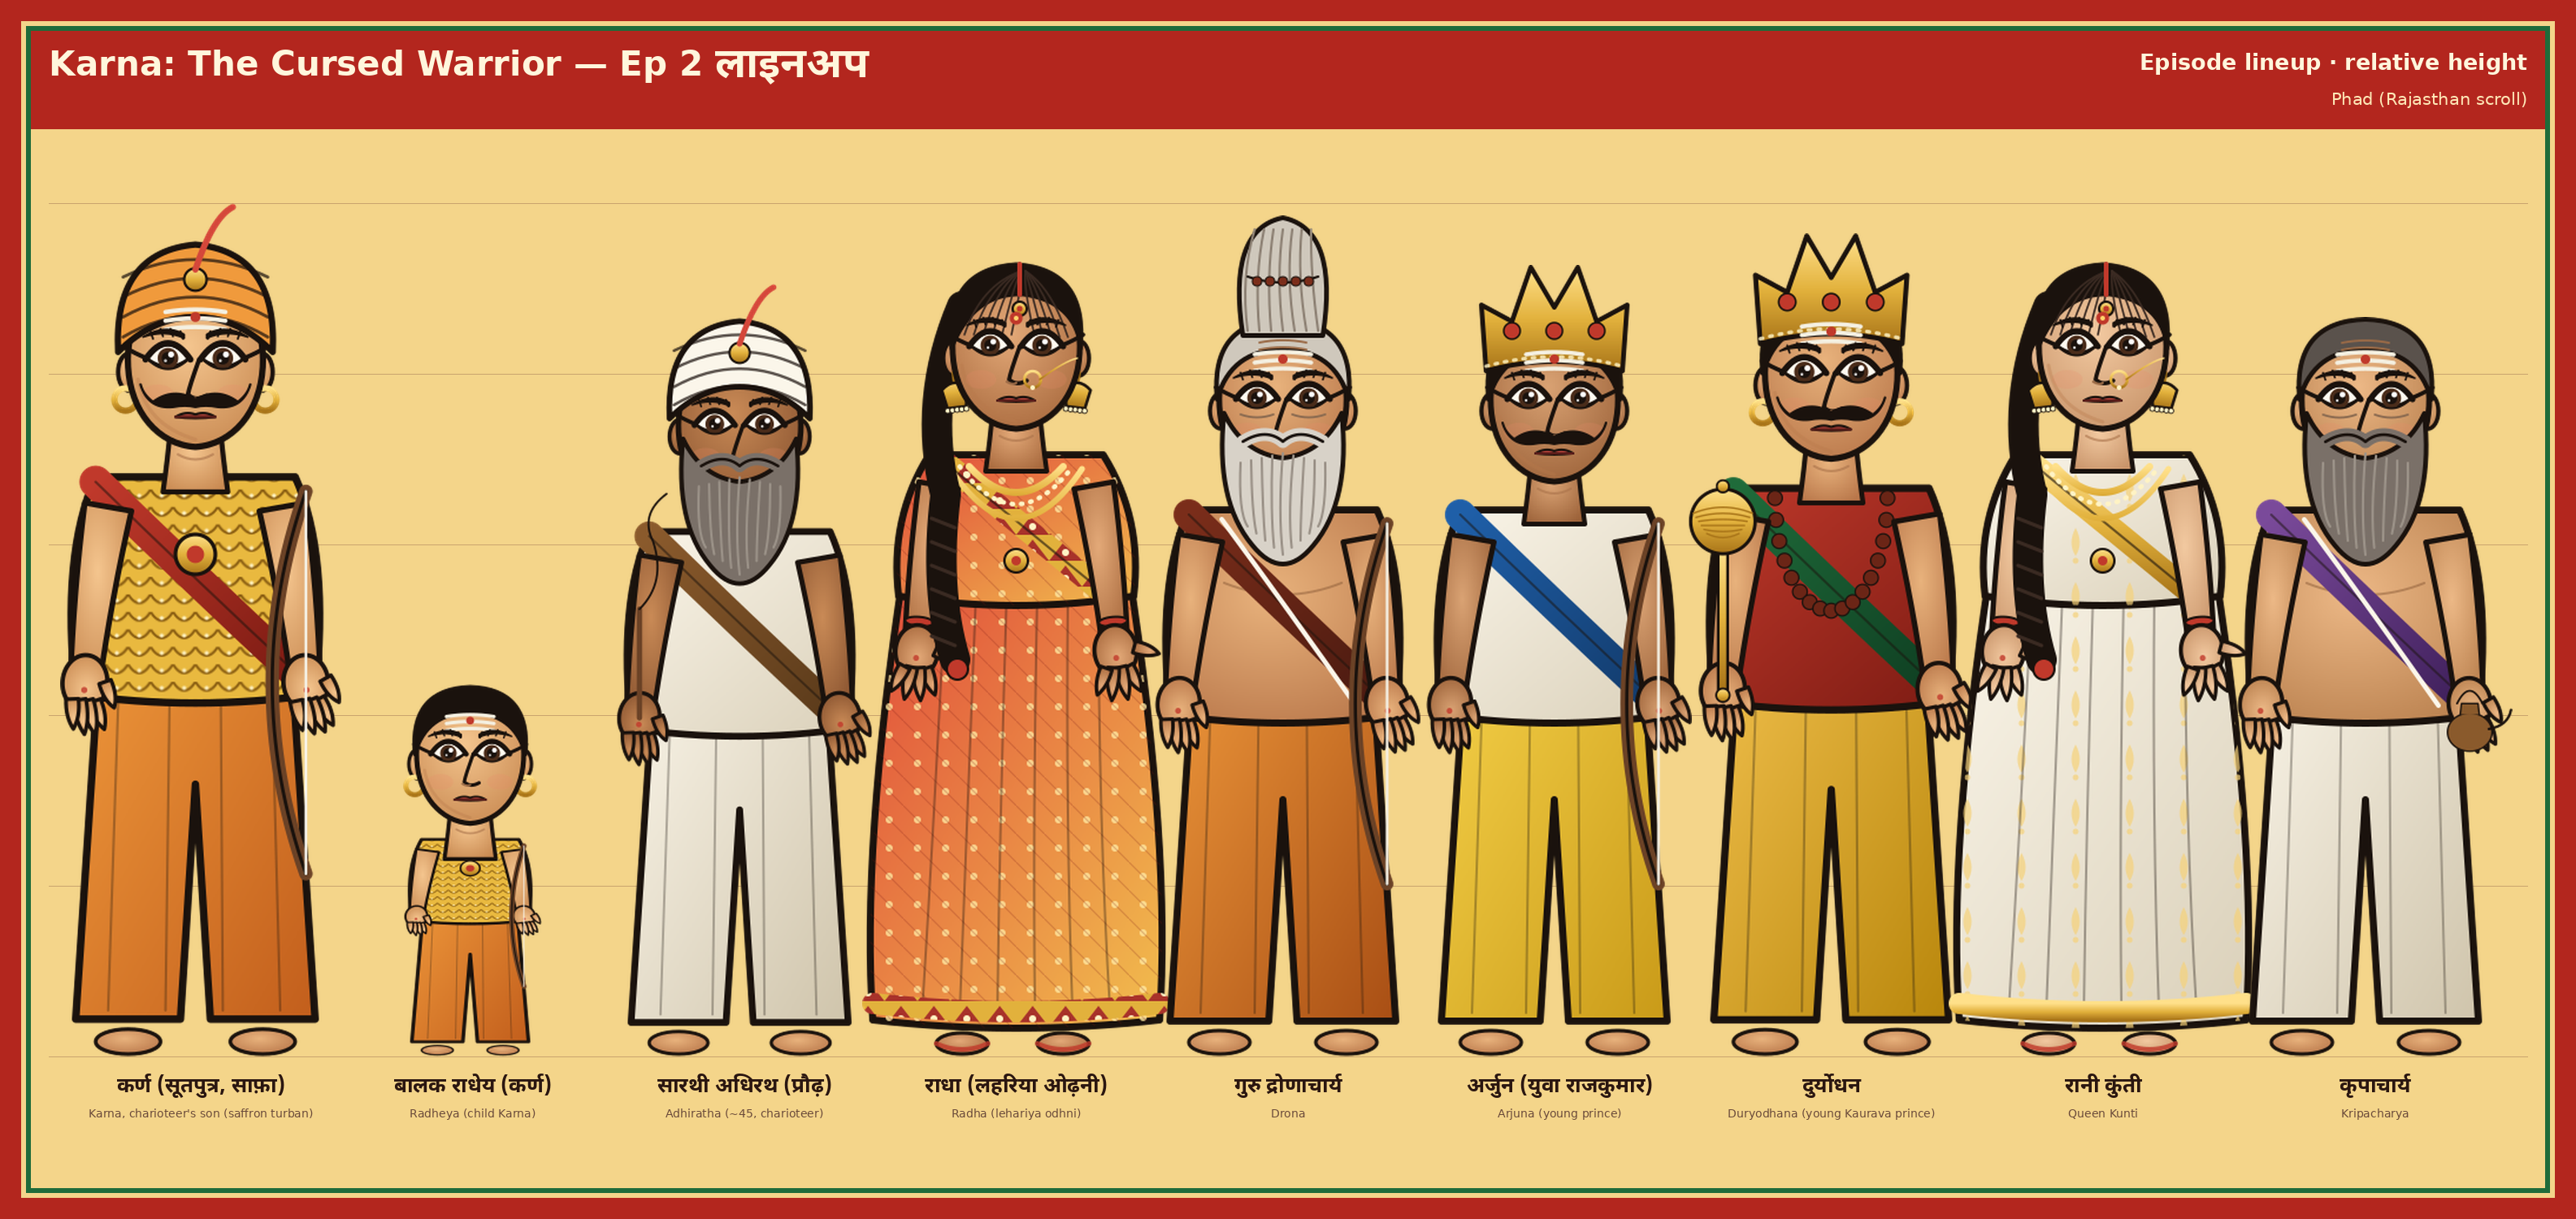 Karna: The Cursed Warrior — Ep 2 लाइनअप
Episode lineup · relative height
Phad (Rajasthan scroll)
कर्ण (सूतपुत्र, साफ़ा)
Karna, charioteer's son (saffron turban)
बालक राधेय (कर्ण)
Radheya (child Karna)
सारथी अधिरथ (प्रौढ़)
Adhiratha (~45, charioteer)
राधा (लहरिया ओढ़नी)
Radha (lehariya odhni)
गुरु द्रोणाचार्य
Drona
अर्जुन (युवा राजकुमार)
Arjuna (young prince)
दुर्योधन
Duryodhana (young Kaurava prince)
रानी कुंती
Queen Kunti
कृपाचार्य
Kripacharya